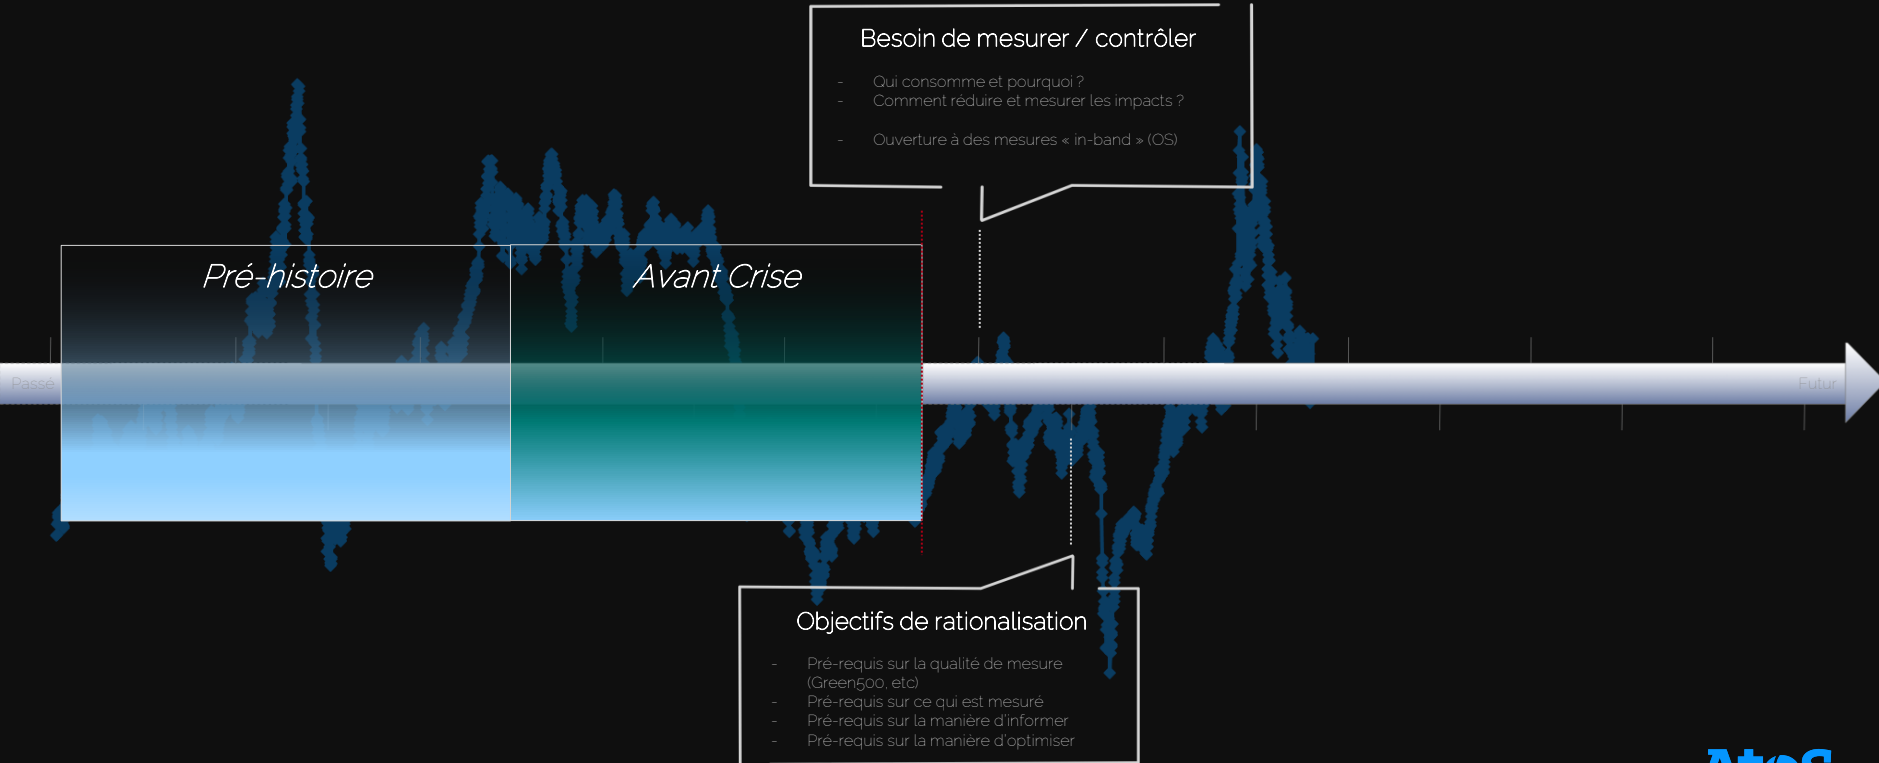 Besoin de mesurer / contrôler
- Qui consomme et pourquoi ?
- Comment réduire et mesurer les impacts ?
- Ouverture à des mesures « in-band » (OS)
Pré-histoire
Avant Crise
Passé
Futur
Objectifs de rationalisation
- Pré-requis sur la qualité de mesure
(Green500, etc)
- Pré-requis sur ce qui est mesuré
- Pré-requis sur la manière d'informer
- Pré-requis sur la manière d'optimiser
Atos